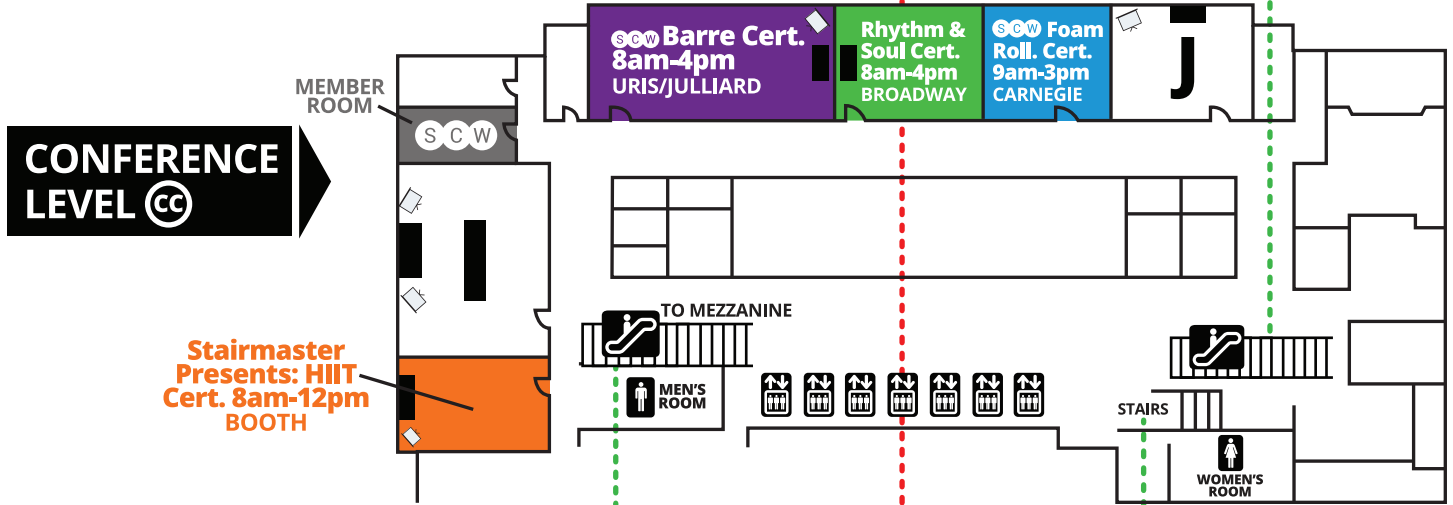 SCW Barre Cert.
8am-4pm
URIS/JULLIARD
Rhythm &
Soul Cert.
8am-4pm
BROADWAY
SCW Foam
Roll. Cert.
9am-3pm
CARNEGIE
J
MEMBER
ROOM
SCW
CONFERENCE
LEVEL CC
TO MEZZANINE
Stairmaster
Presents: HIIT
Cert. 8am-12pm
BOOTH
MEN'S
ROOM
STAIRS
WOMEN'S
ROOM